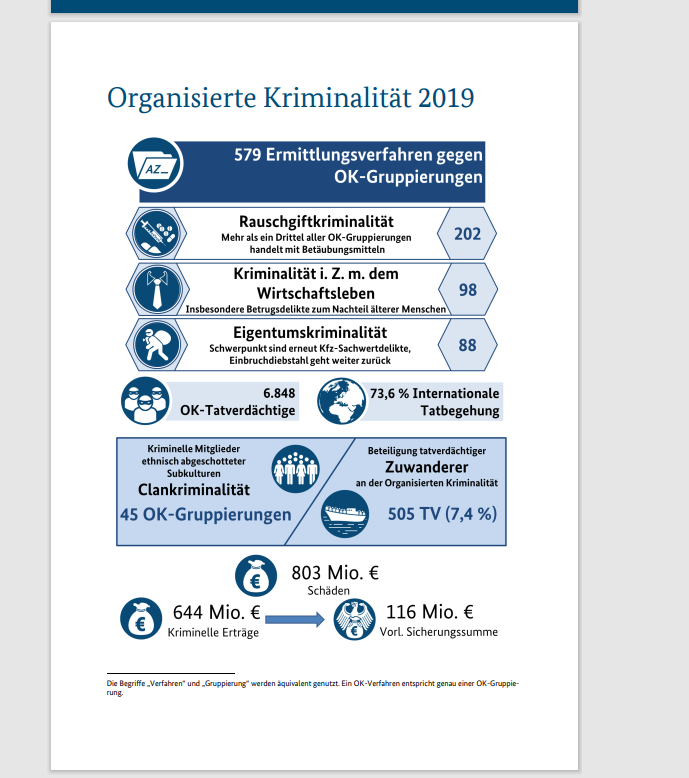 Organisierte Kriminalität 2019
AZ_
579 Ermittlungsverfahren gegen
OK-Gruppierungen
Rauschgiftkriminalität
Mehr als ein Drittel aller OK-Gruppierungen
handelt mit Betäubungsmitteln
202
Kriminalität i. Z. m. dem
Wirtschaftsleben
Insbesondere Betrugsdelikte zum Nachteil älterer Menschen
98
Eigentumskriminalität
Schwerpunkt sind erneut Kfz-Sachwertdelikte,
Einbruchdiebstahl geht weiter zurück
88
6.848
OK-Tatverdächtige
73,6 % Internationale
Tatbegehung
Kriminelle Mitglieder
ethnisch abgeschotteter
Subkulturen
Clankriminalität
45 OK-Gruppierungen
Beteiligung tatverdächtiger
Zuwanderer
an der Organisierten Kriminalität
505 TV (7,4 %)
€
803 Mio. €
Schäden
€
644 Mio. €
Kriminelle Erträge
€
116 Mio. €
Vorl. Sicherungssumme
Die Begriffe „Verfahren“ und „Gruppierung“ werden äquivalent genutzt. Ein OK-Verfahren entspricht genau einer OK-Gruppie-
rung.